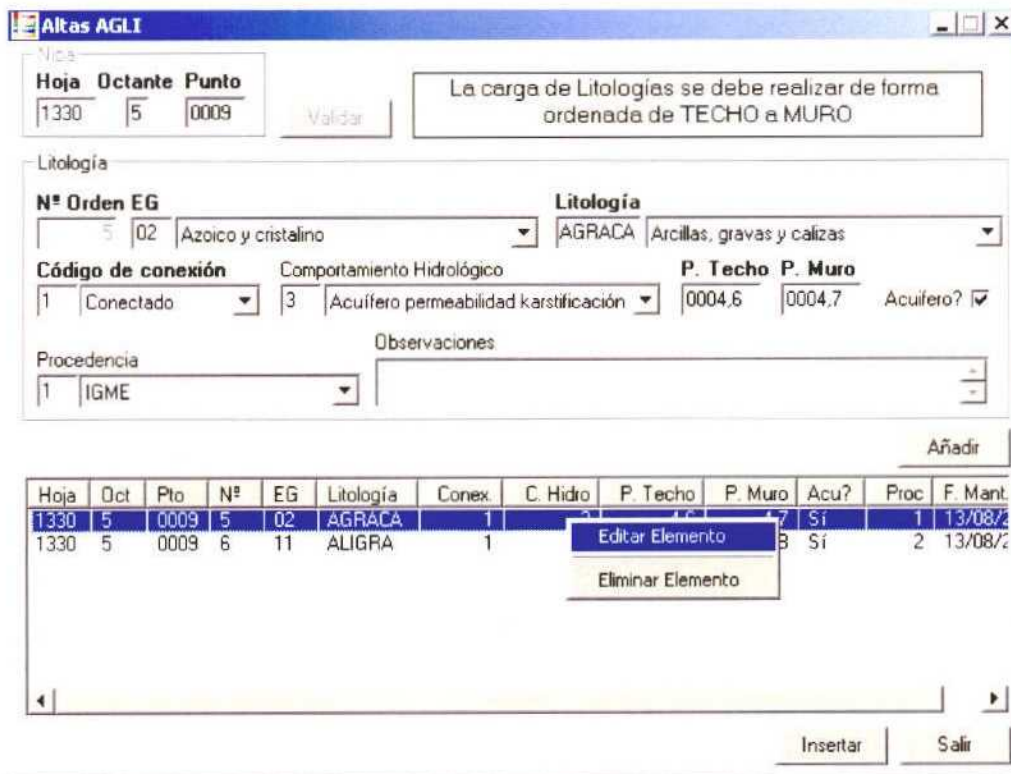 Altas AGLI
Nipa
Hoja Octante Punto
1330 5 0009
Validar
La carga de Litologías se debe realizar de forma
ordenada de TECHO a MURO
Litología
Nº Orden EG Litología
5 02 Azoico y cristalino AGRACA Arcillas, gravas y calizas
Código de conexión Comportamiento Hidrológico P. Techo P. Muro
1 Conectado 3 Acuífero permeabilidad karstificación 0004,6 0004,7 Acuifero?
Procedencia Observaciones
1 IGME
Añadir
Hoja Oct Pto Nº EG Litología Conex. C. Hidro P. Techo P. Muro Acu? Proc F. Mant.
1330 5 0009 5 02 AGRACA 1 Sí 1 13/08/2
1330 5 0009 6 11 ALIGRA 1 Sí 2 13/08/2
Editar Elemento
Eliminar Elemento
Insertar Salir